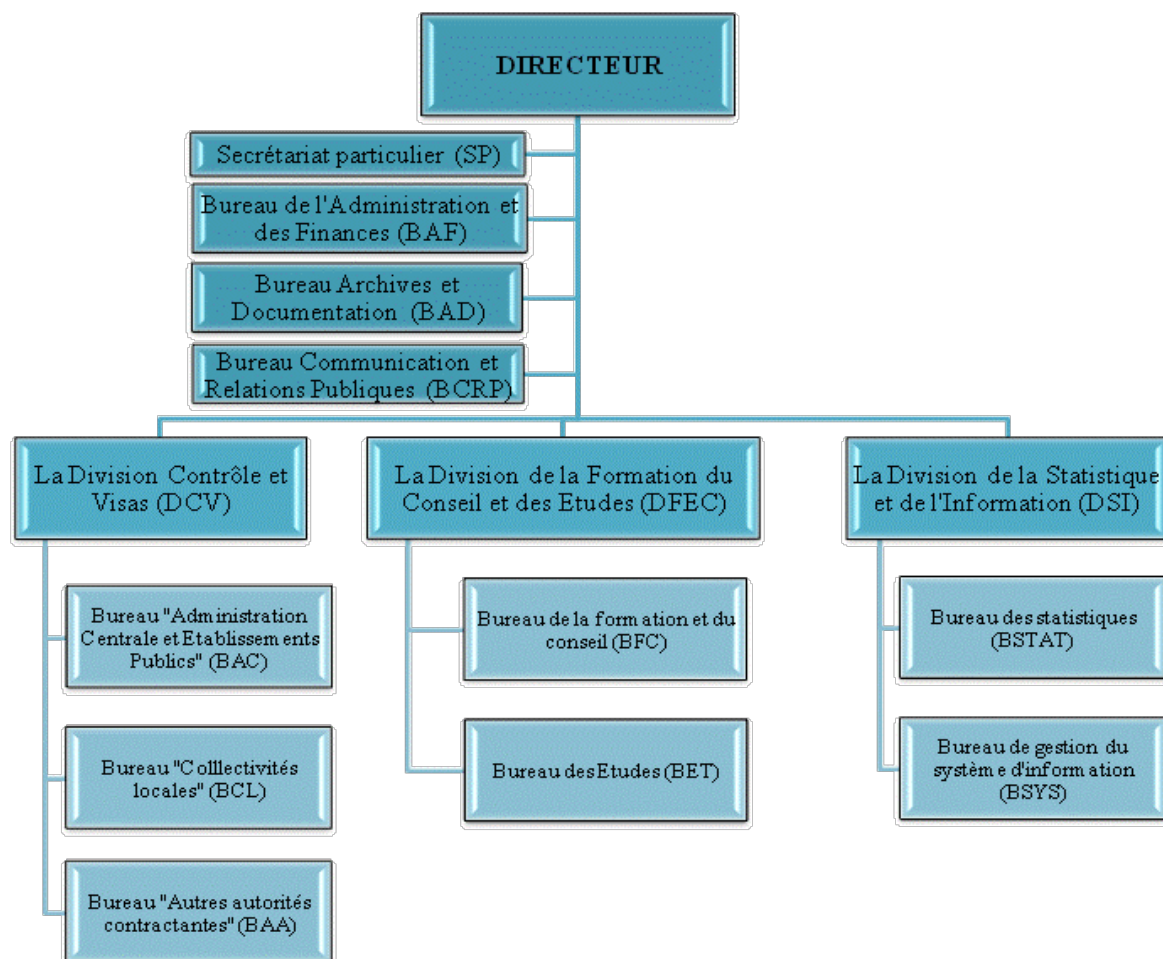 DIRECTEUR
Secrétariat particulier (SP)
Bureau de l'Administration et
des Finances (BAF)
Bureau Archives et
Documentation (BAD)
Bureau Communication et
Relations Publiques (BCRP)
La Division Contrôle et
Visas (DCV)
La Division de la Formation du
Conseil et des Etudes (DFEC)
La Division de la Statistique
et de l'Information (DSI)
Bureau "Administration
Centrale et Etablissements
Publics" (BAC)
Bureau "Colllectivités
locales" (BCL)
Bureau "Autres autorités
contractantes" (BAA)
Bureau de la formation et du
conseil (BFC)
Bureau des Etudes (BET)
Bureau des statistiques
(BSTAT)
Bureau de gestion du
système d'information
(BSYS)